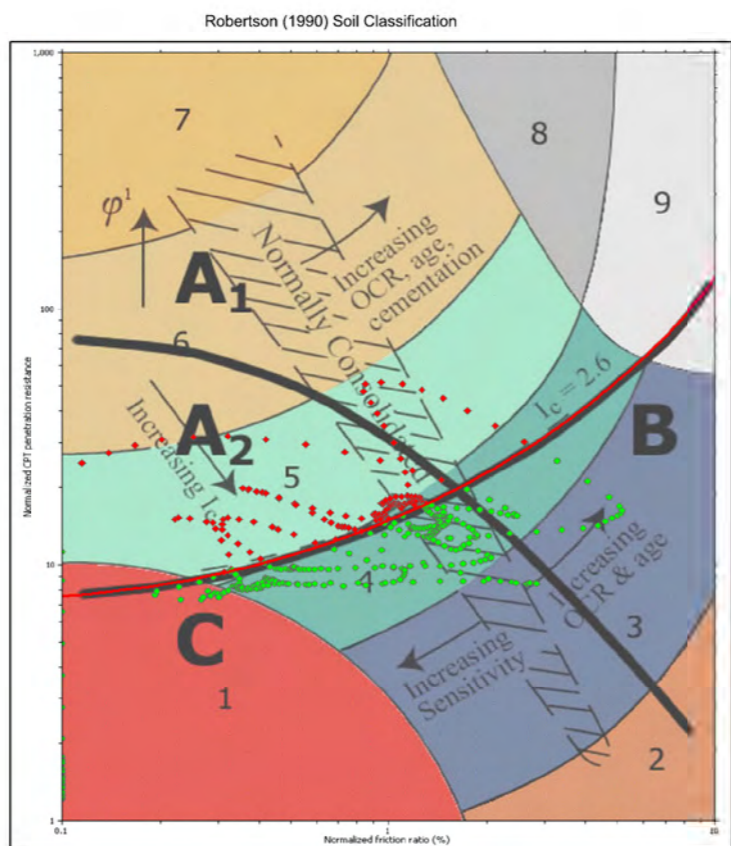 Robertson (1990) Soil Classification
1,000
7
8
9
φ¹
A₁
Normally Consolidated
Increasing
OCR, age,
cementation
100
6
Increasing Ic
A₂
5
Ic = 2.6
B
Normalized CPT penetration resistance
10
4
C
1
Increasing
Sensitivity
Increasing
OCR & age
3
2
1
0.1
1
10
Normalized friction ratio (%)